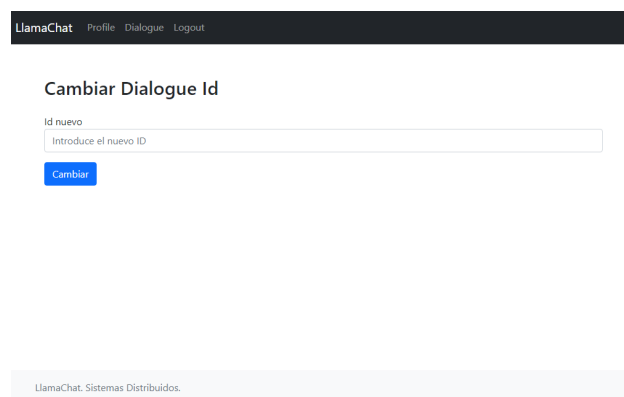 LlamaChat Profile Dialogue Logout
Cambiar Dialogue Id
Id nuevo
Introduce el nuevo ID
Cambiar
LlamaChat. Sistemas Distribuidos.